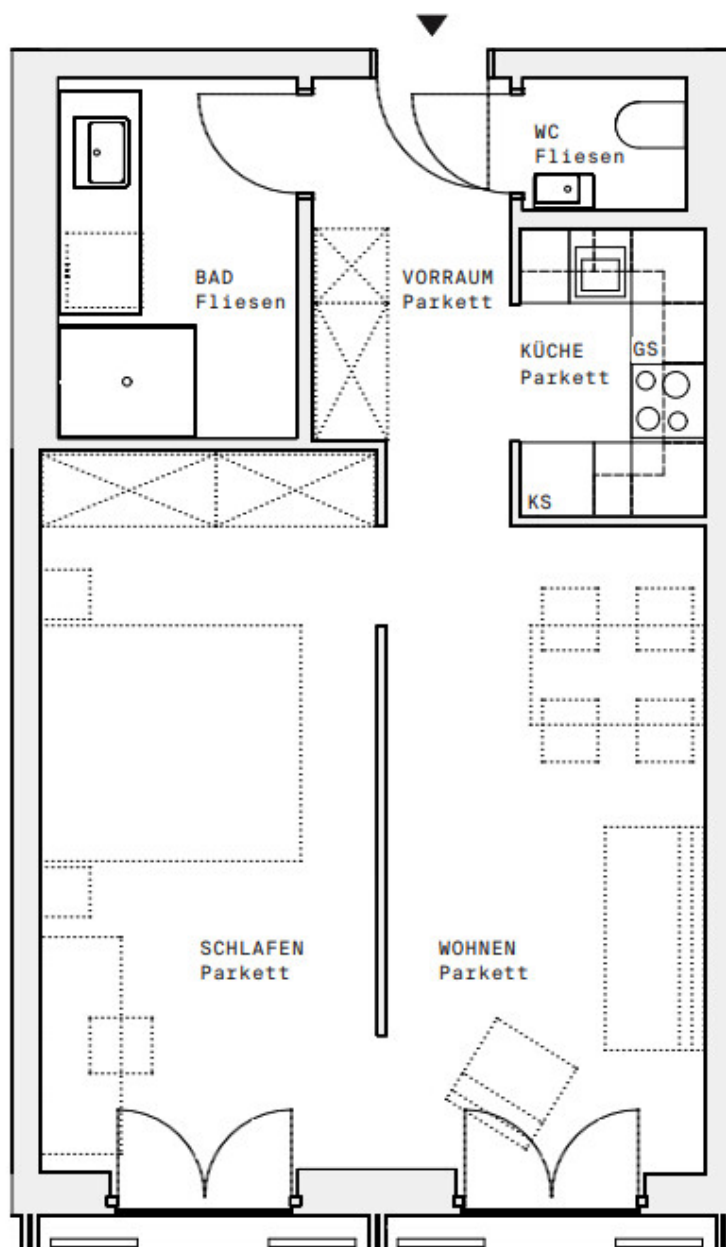 WC
Fliesen
BAD
Fliesen
VORRAUM
Parkett
KÜCHE
Parkett
GS
KS
SCHLAFEN
Parkett
WOHNEN
Parkett